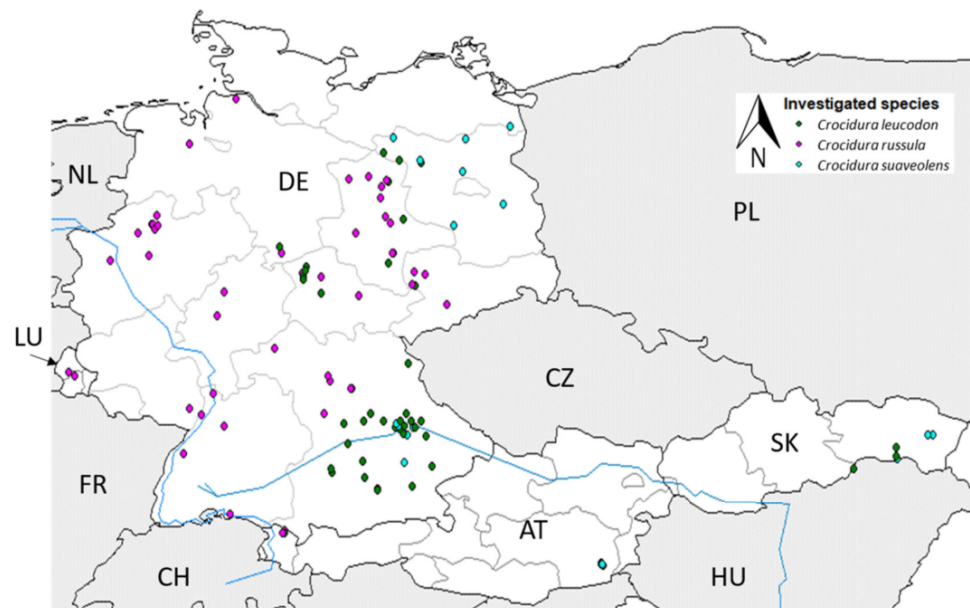 Investigated species
Crocidura leucodon
Crocidura russula
Crocidura suaveolens
N
NL
DE
PL
LU
CZ
SK
FR
AT
CH
HU